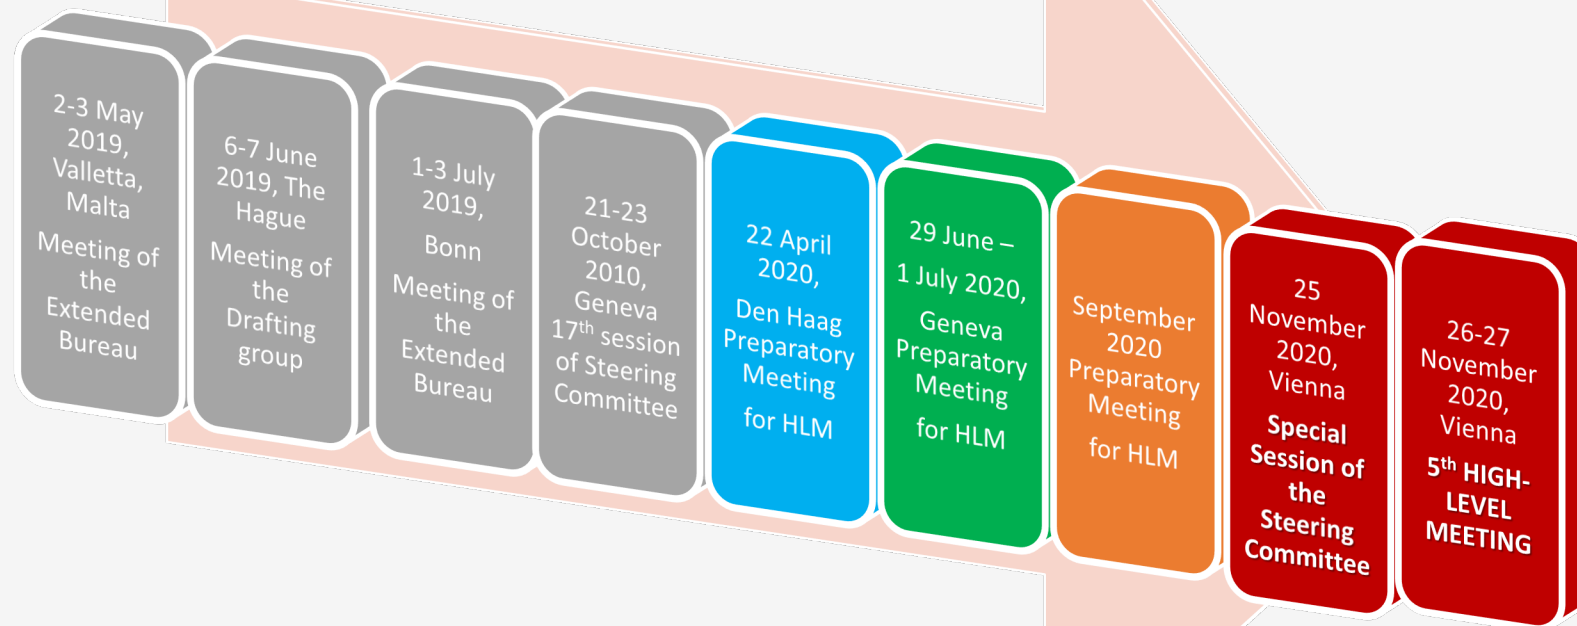 2-3 May
2019,
Valletta,
Malta
Meeting of
the
Extended
Bureau
6-7 June
2019, The
Hague
Meeting of
the
Drafting
group
1-3 July
2019,
Bonn
Meeting of
the
Extended
Bureau
21-23
October
2010,
Geneva
17th session
of Steering
Committee
22 April
2020,
Den Haag
Preparatory
Meeting
for HLM
29 June –
1 July 2020,
Geneva
Preparatory
Meeting
for HLM
September
2020
Preparatory
Meeting
for HLM
25
November
2020,
Vienna
Special
Session of
the
Steering
Committee
26-27
November
2020,
Vienna
5th HIGH-
LEVEL
MEETING